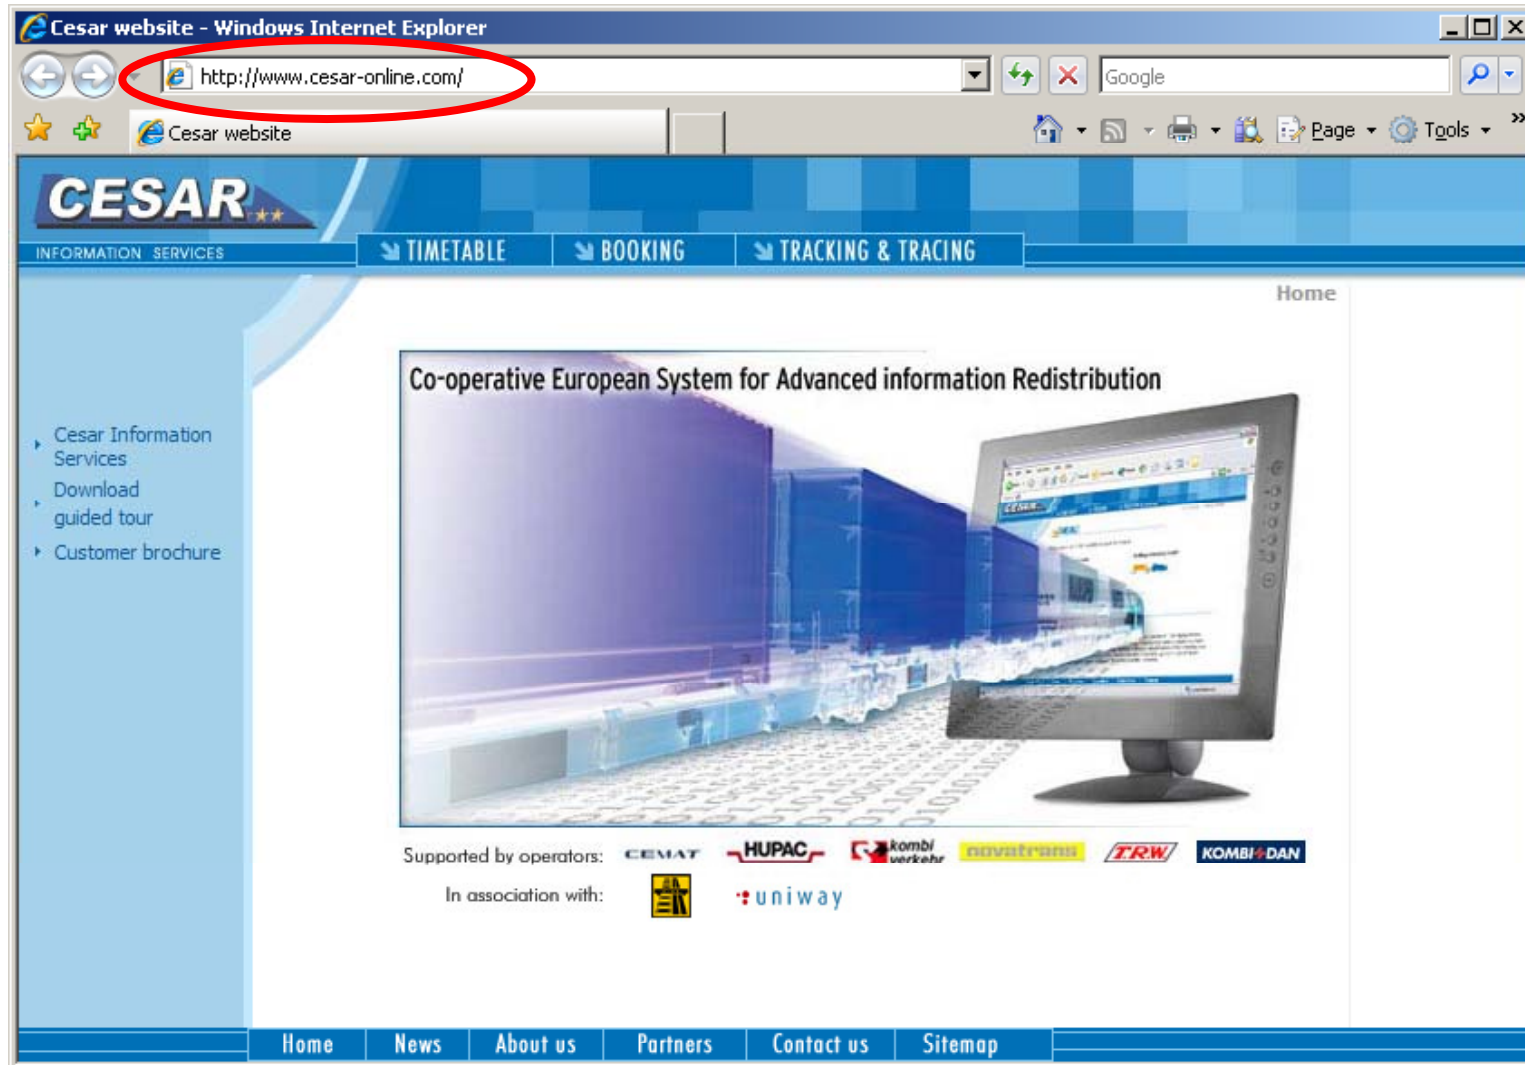 Cesar website - Windows Internet Explorer
http://www.cesar-online.com/
Google
Cesar website
Page
Tools
CESAR
INFORMATION SERVICES
TIMETABLE
BOOKING
TRACKING & TRACING
Home
Co-operative European System for Advanced information Redistribution
Cesar Information
Services
Download
guided tour
Customer brochure
Supported by operators: CEMAT HUPAC kombi verkehr novatrans T.R.W. KOMBI DAN
In association with: uniway
Home News About us Partners Contact us Sitemap